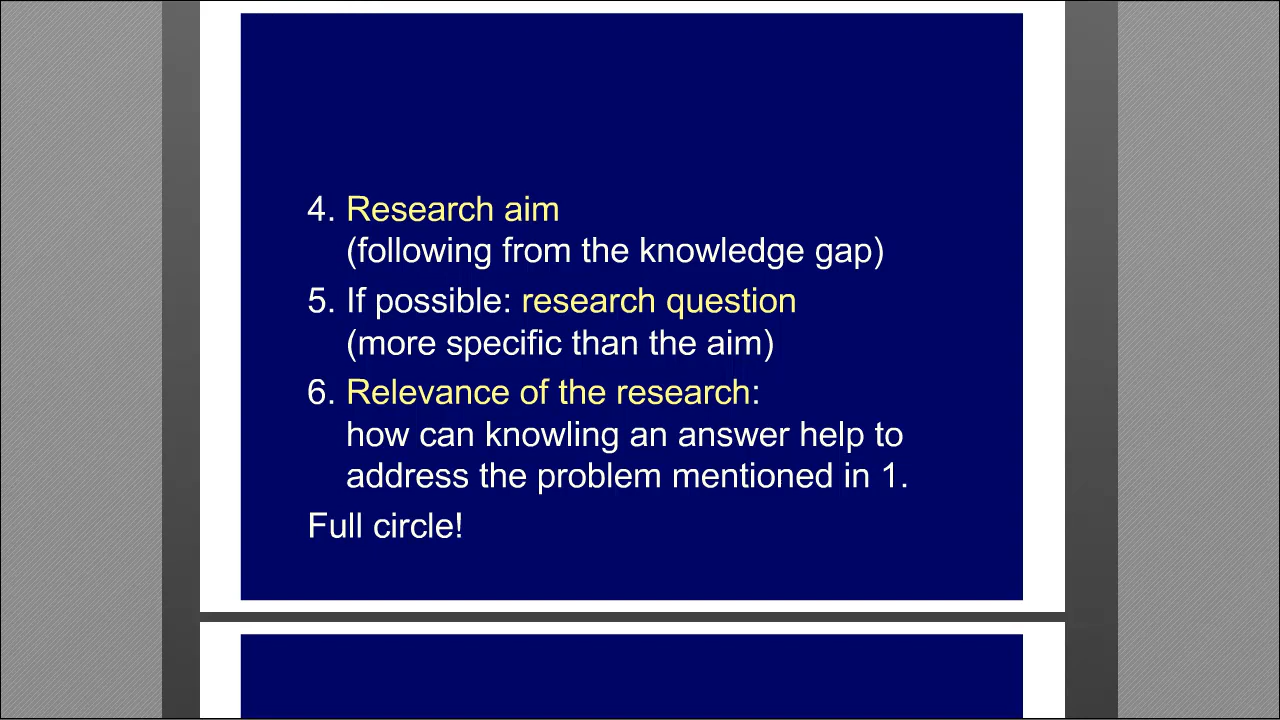 4. Research aim
(following from the knowledge gap)
5. If possible: research question
(more specific than the aim)
6. Relevance of the research:
how can knowling an answer help to
address the problem mentioned in 1.
Full circle!